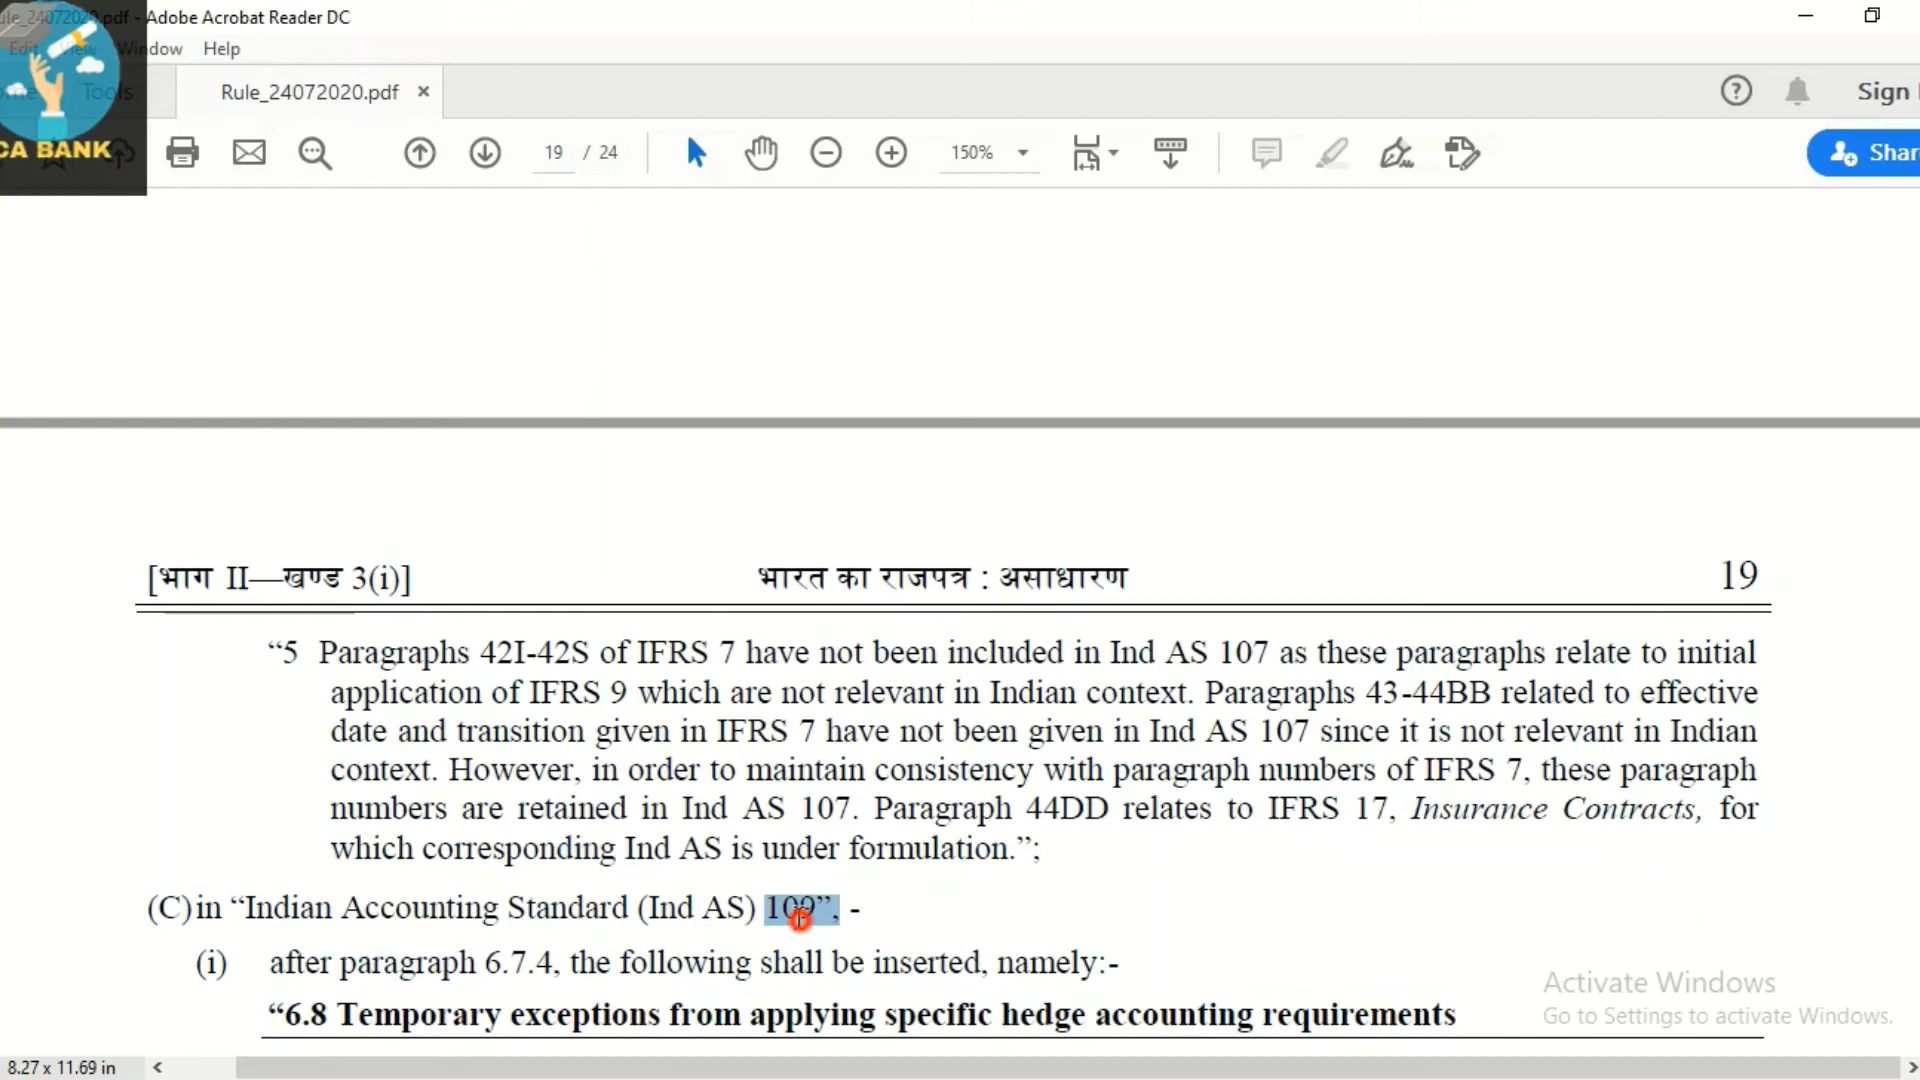 Rule_24072020.pdf - Adobe Acrobat Reader DC
Edit View Window Help
Tools
Rule_24072020.pdf ×
Sign
CA BANK
19 / 24
150%
Shar
[भाग II—खण्ड 3(i)] भारत का राजपत्र : असाधारण 19
“5 Paragraphs 42I-42S of IFRS 7 have not been included in Ind AS 107 as these paragraphs relate to initial
application of IFRS 9 which are not relevant in Indian context. Paragraphs 43-44BB related to effective
date and transition given in IFRS 7 have not been given in Ind AS 107 since it is not relevant in Indian
context. However, in order to maintain consistency with paragraph numbers of IFRS 7, these paragraph
numbers are retained in Ind AS 107. Paragraph 44DD relates to IFRS 17, Insurance Contracts, for
which corresponding Ind AS is under formulation.”;
(C) in “Indian Accounting Standard (Ind AS) 109”, -
(i) after paragraph 6.7.4, the following shall be inserted, namely:-
“6.8 Temporary exceptions from applying specific hedge accounting requirements
Activate Windows
Go to Settings to activate Windows.
8.27 x 11.69 in